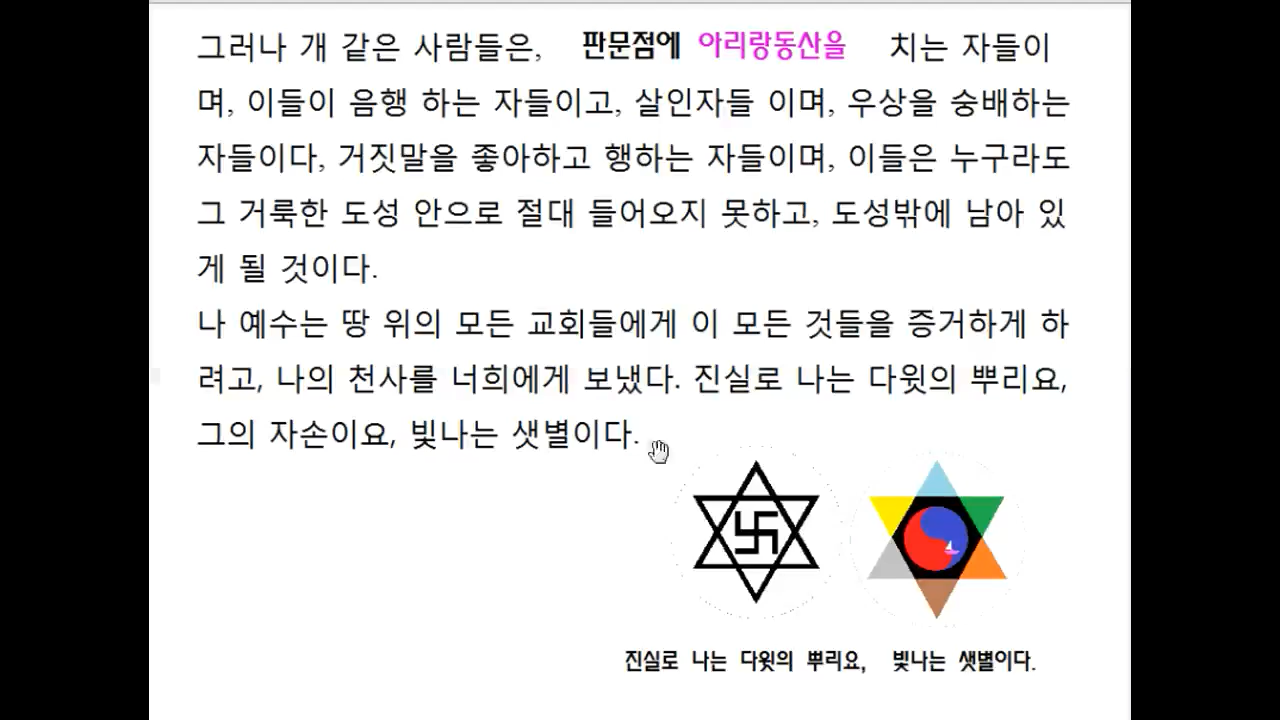 그러나 개 같은 사람들은, 판문점에 아리랑동산을 치는 자들이
며, 이들이 음행 하는 자들이고, 살인자들 이며, 우상을 숭배하는
자들이다, 거짓말을 좋아하고 행하는 자들이며, 이들은 누구라도
그 거룩한 도성 안으로 절대 들어오지 못하고, 도성밖에 남아 있
게 될 것이다.
나 예수는 땅 위의 모든 교회들에게 이 모든 것들을 증거하게 하
려고, 나의 천사를 너희에게 보냈다. 진실로 나는 다윗의 뿌리요,
그의 자손이요, 빛나는 샛별이다.
진실로 나는 다윗의 뿌리요, 빛나는 샛별이다.